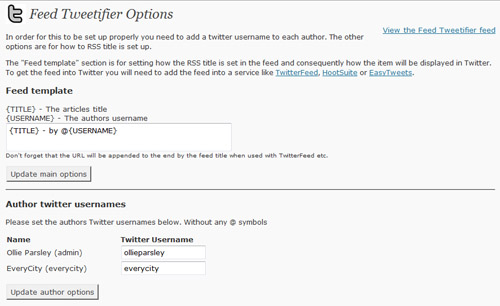 Feed Tweetifier Options
View the Feed Tweetifier feed
In order for this to be set up properly you need to add a twitter username to each author. The other
options are for how to RSS title is set up.
The "Feed template" section is for setting how the RSS title is set in the feed and consequently how the item will be displayed in Twitter.
To get the feed into Twitter you will need to add the feed into a service like TwitterFeed, HootSuite or EasyTweets.
Feed template
{TITLE} - The articles title
{USERNAME} - The authors username
{TITLE} - by @{USERNAME}
Don't forget that the URL will be appended to the end by the feed title when used with TwitterFeed etc.
Update main options
Author twitter usernames
Please set the authors Twitter usernames below. Without any @ symbols
Name Twitter Username
Ollie Parsley (admin) ollieparsley
EveryCity (everycity) everycity
Update author options